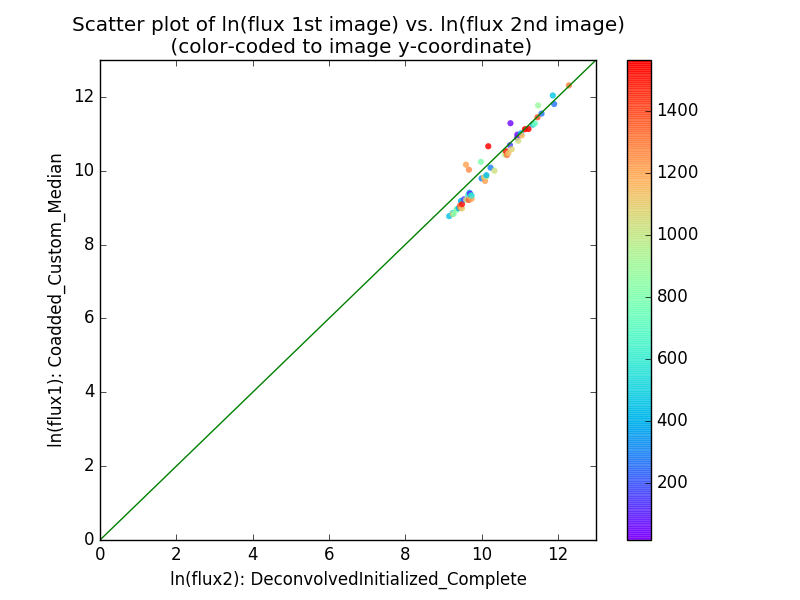 Scatter plot of ln(flux 1st image) vs. ln(flux 2nd image)
(color-coded to image y-coordinate)
ln(flux1): Coadded_Custom_Median
12
10
8
6
4
2
0
0 2 4 6 8 10 12
ln(flux2): DeconvolvedInitialized_Complete
1400
1200
1000
800
600
400
200